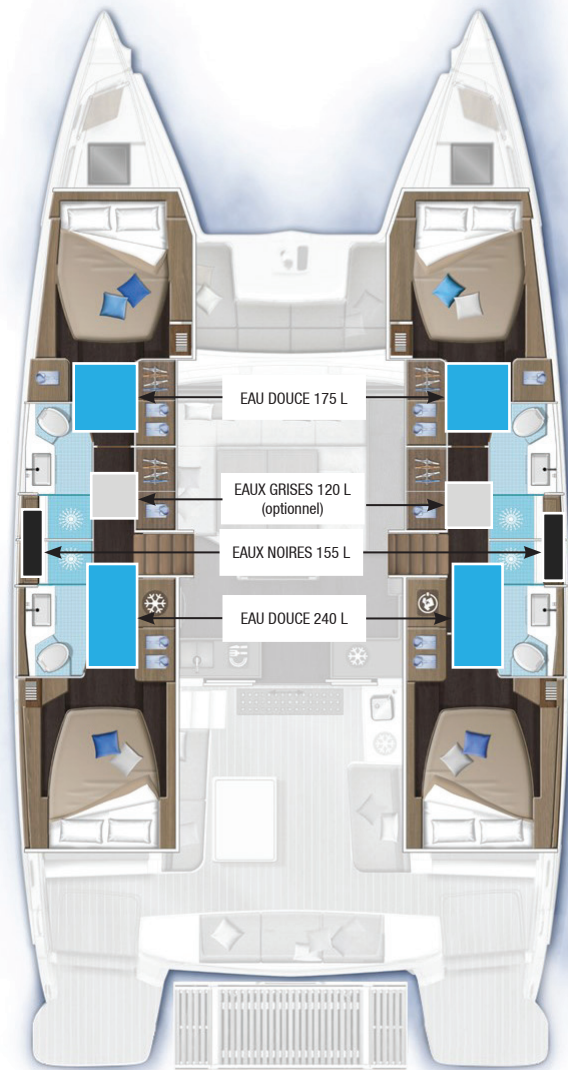 EAU DOUCE 175 L
EAUX GRISES 120 L
(optionnel)
EAUX NOIRES 155 L
EAU DOUCE 240 L